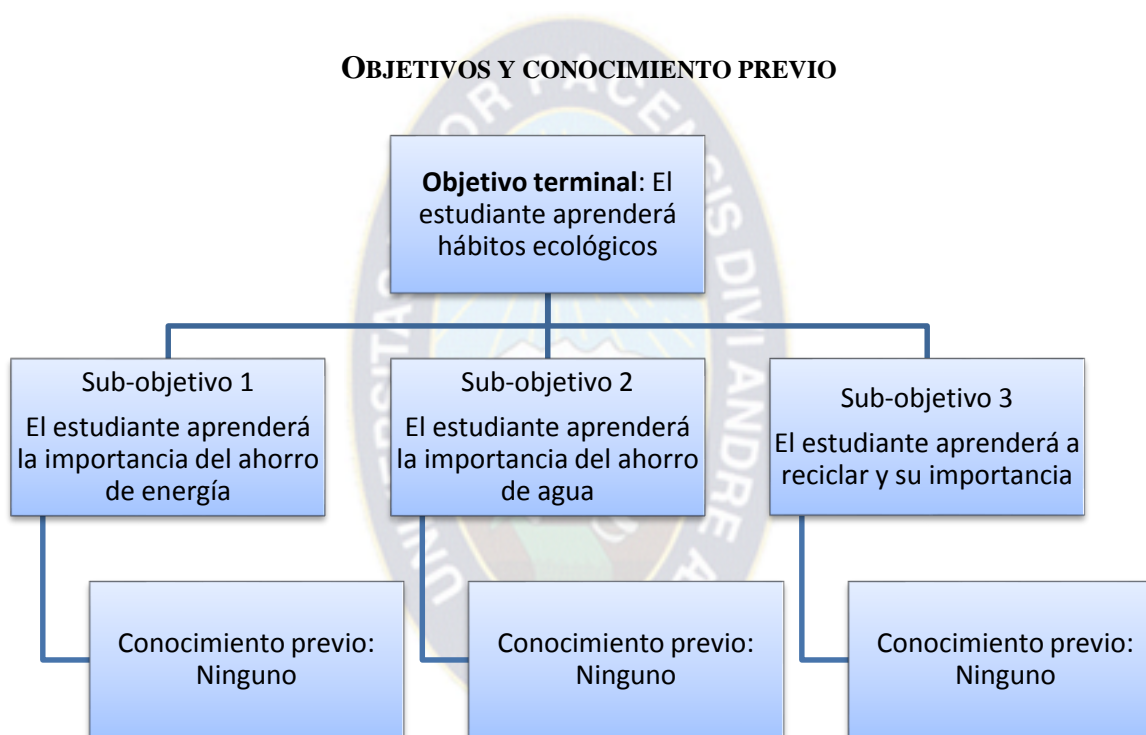 OBJETIVOS Y CONOCIMIENTO PREVIO
Objetivo terminal: El
estudiante aprenderá
hábitos ecológicos
Sub-objetivo 1
El estudiante aprenderá
la importancia del ahorro
de energía
Sub-objetivo 2
El estudiante aprenderá
la importancia del ahorro
de agua
Sub-objetivo 3
El estudiante aprenderá a
reciclar y su importancia
Conocimiento previo:
Ninguno
Conocimiento previo:
Ninguno
Conocimiento previo:
Ninguno